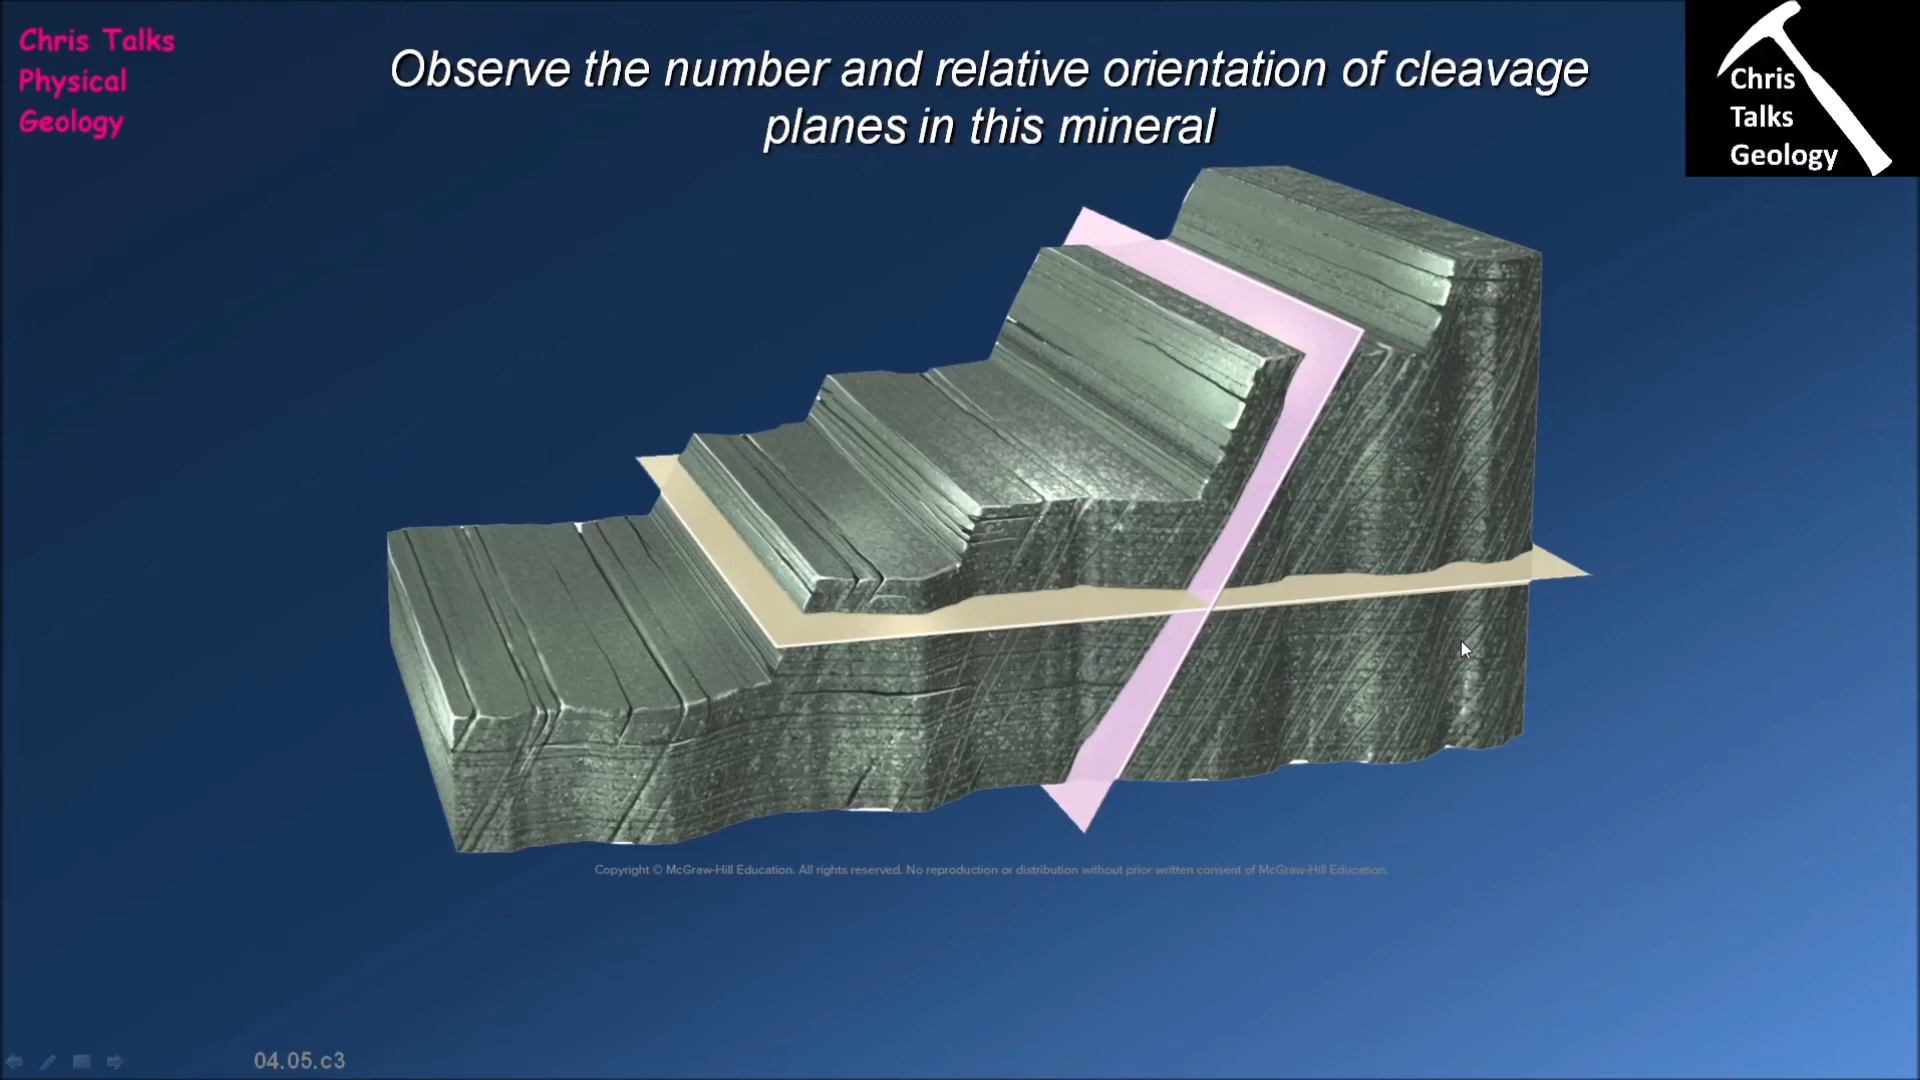 Chris Talks
Physical
Geology
Observe the number and relative orientation of cleavage
planes in this mineral
Chris
Talks
Geology
Copyright © McGraw-Hill Education. All rights reserved. No reproduction or distribution without prior written consent of McGraw-Hill Education.
04.05.c3